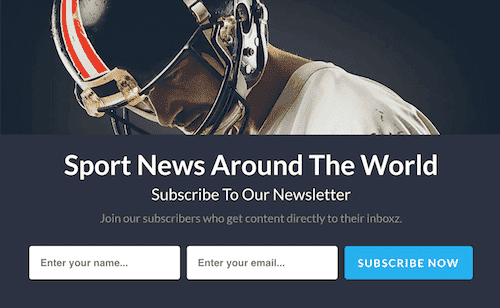 Sport News Around The World
Subscribe To Our Newsletter
Join our subscribers who get content directly to their inboxz.
Enter your name...
Enter your email...
SUBSCRIBE NOW